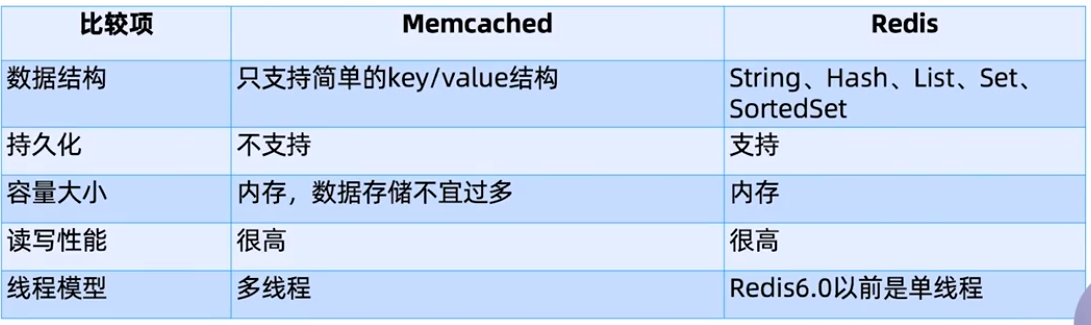 比较项 Memcached Redis
数据结构 只支持简单的key/value结构 String、Hash、List、Set、
SortedSet
持久化 不支持 支持
容量大小 内存，数据存储不宜过多 内存
读写性能 很高 很高
线程模型 多线程 Redis6.0以前是单线程